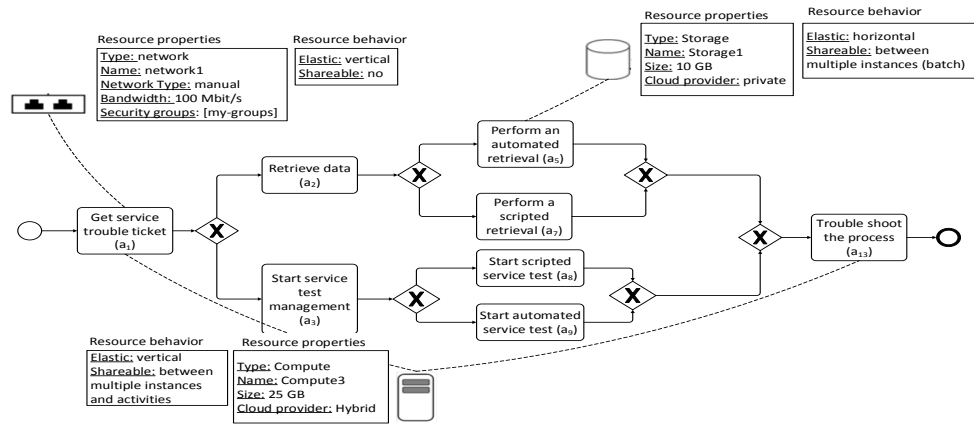 Resource properties
Type: network
Name: network1
Network Type: manual
Bandwidth: 100 Mbit/s
Security groups: [my-groups]
Resource behavior
Elastic: vertical
Shareable: no
Resource properties
Type: Storage
Name: Storage1
Size: 10 GB
Cloud provider: private
Resource behavior
Elastic: horizontal
Shareable: between
multiple instances (batch)
Get service
trouble ticket
(a₁)
X
Retrieve data
(a₂)
X
Perform an
automated
retrieval (a₅)
Perform a
scripted
retrieval (a₇)
X
Start service
test
management
(a₃)
X
Start scripted
service test (a₈)
Start automated
service test (a₉)
X
X
Trouble shoot
the process
(a₁₃)
Resource behavior
Elastic: vertical
Shareable: between
multiple instances
and activities
Resource properties
Type: Compute
Name: Compute3
Size: 25 GB
Cloud provider: Hybrid